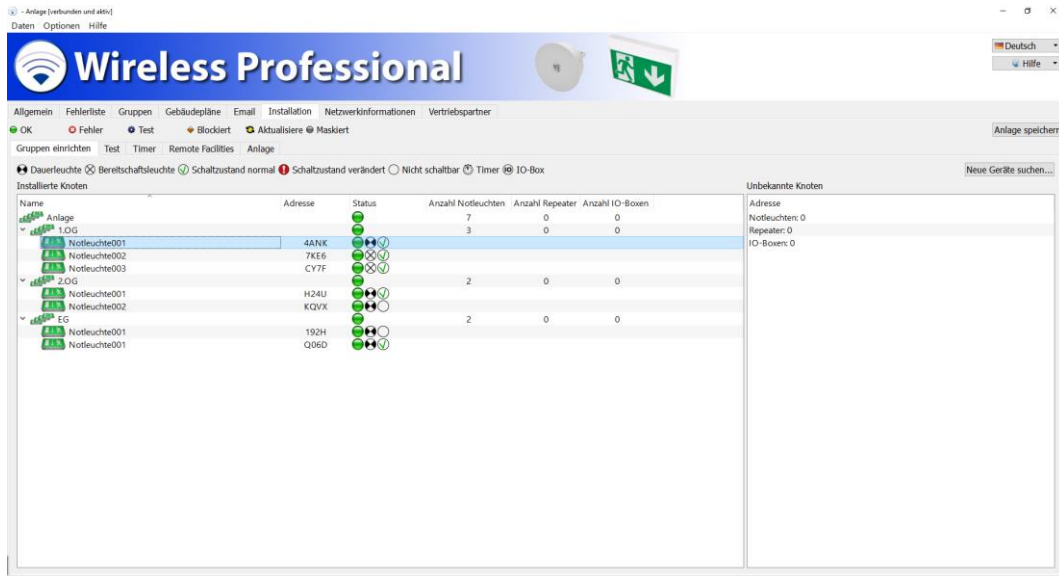 - Anlage [verbunden und aktiv]
Daten Optionen Hilfe
Wireless Professional
Deutsch
Hilfe
Allgemein Fehlerliste Gruppen Gebäudepläne Email Installation Netzwerkinformationen Vertriebspartner
OK Fehler Test Blockiert Aktualisiere Maskiert Anlage speichern
Gruppen einrichten Test Timer Remote Facilities Anlage
Dauerleuchte Bereitschaftsleuchte Schaltzustand normal Schaltzustand verändert Nicht schaltbar Timer IO-Box Neue Geräte suchen...
Installierte Knoten Unbekannte Knoten
Name Adresse Status Anzahl Notleuchten Anzahl Repeater Anzahl IO-Boxen Adresse
Anlage 7 0 0 Notleuchten: 0
1.OG 3 0 0 Repeater: 0
Notleuchte001 4ANK IO-Boxen: 0
Notleuchte002 7KE6
Notleuchte003 CY7F
2.OG 2 0 0
Notleuchte001 H24U
Notleuchte002 KQVX
EG 2 0 0
Notleuchte001 192H
Notleuchte001 Q06D